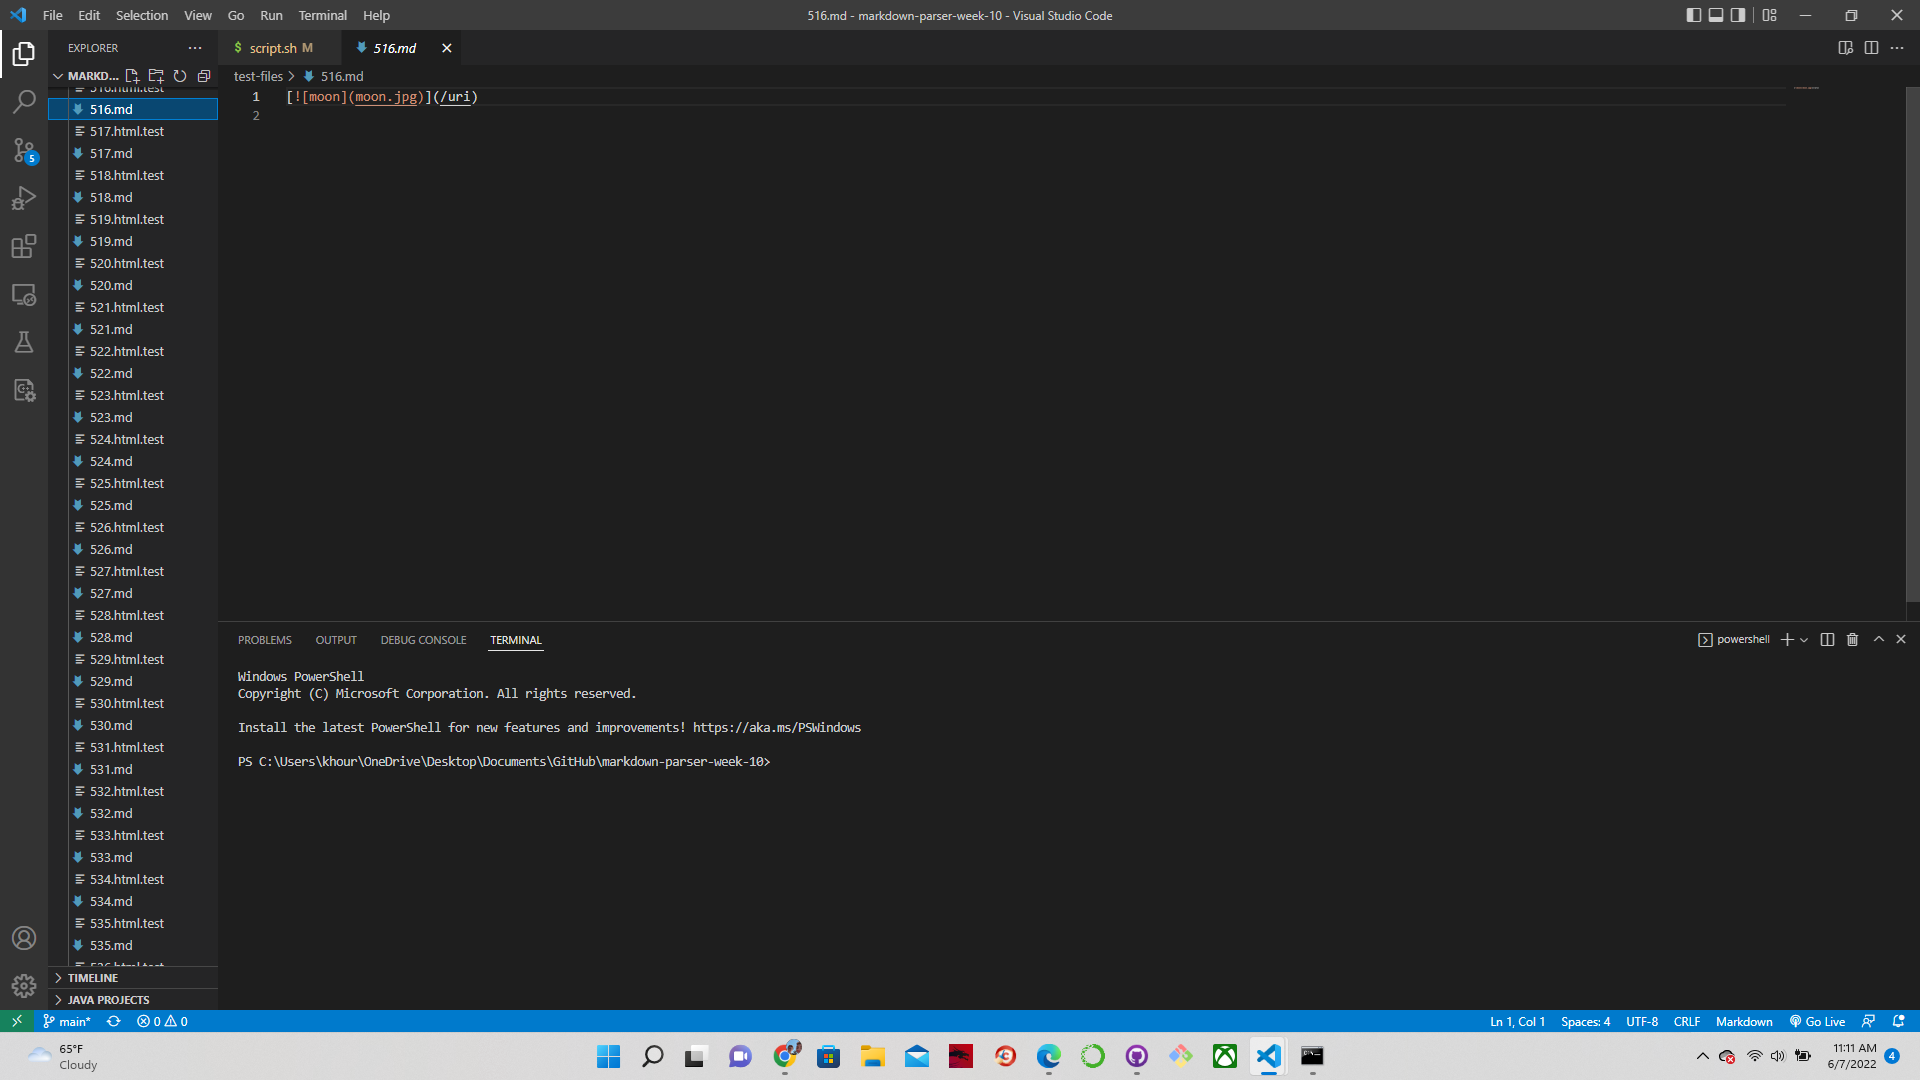 File Edit Selection View Go Run Terminal Help
516.md - markdown-parser-week-10 - Visual Studio Code
EXPLORER
$ script.sh M
516.md
MARKD...
test-files > 516.md
1 [![moon](moon.jpg)](/uri)
2
516.html.test
516.md
517.html.test
517.md
518.html.test
518.md
519.html.test
519.md
520.html.test
520.md
521.html.test
521.md
522.html.test
522.md
523.html.test
523.md
524.html.test
524.md
525.html.test
525.md
526.html.test
526.md
527.html.test
527.md
528.html.test
528.md
529.html.test
529.md
530.html.test
530.md
531.html.test
531.md
532.html.test
532.md
533.html.test
533.md
534.html.test
534.md
535.html.test
535.md
536.html.test
TIMELINE
JAVA PROJECTS
5
PROBLEMS OUTPUT DEBUG CONSOLE TERMINAL
powershell
Windows PowerShell
Copyright (C) Microsoft Corporation. All rights reserved.
Install the latest PowerShell for new features and improvements! https://aka.ms/PSWindows
PS C:\Users\khour\OneDrive\Desktop\Documents\GitHub\markdown-parser-week-10>
main* 0 0
Ln 1, Col 1 Spaces: 4 UTF-8 CRLF Markdown Go Live
65°F
Cloudy
11:11 AM
6/7/2022
4